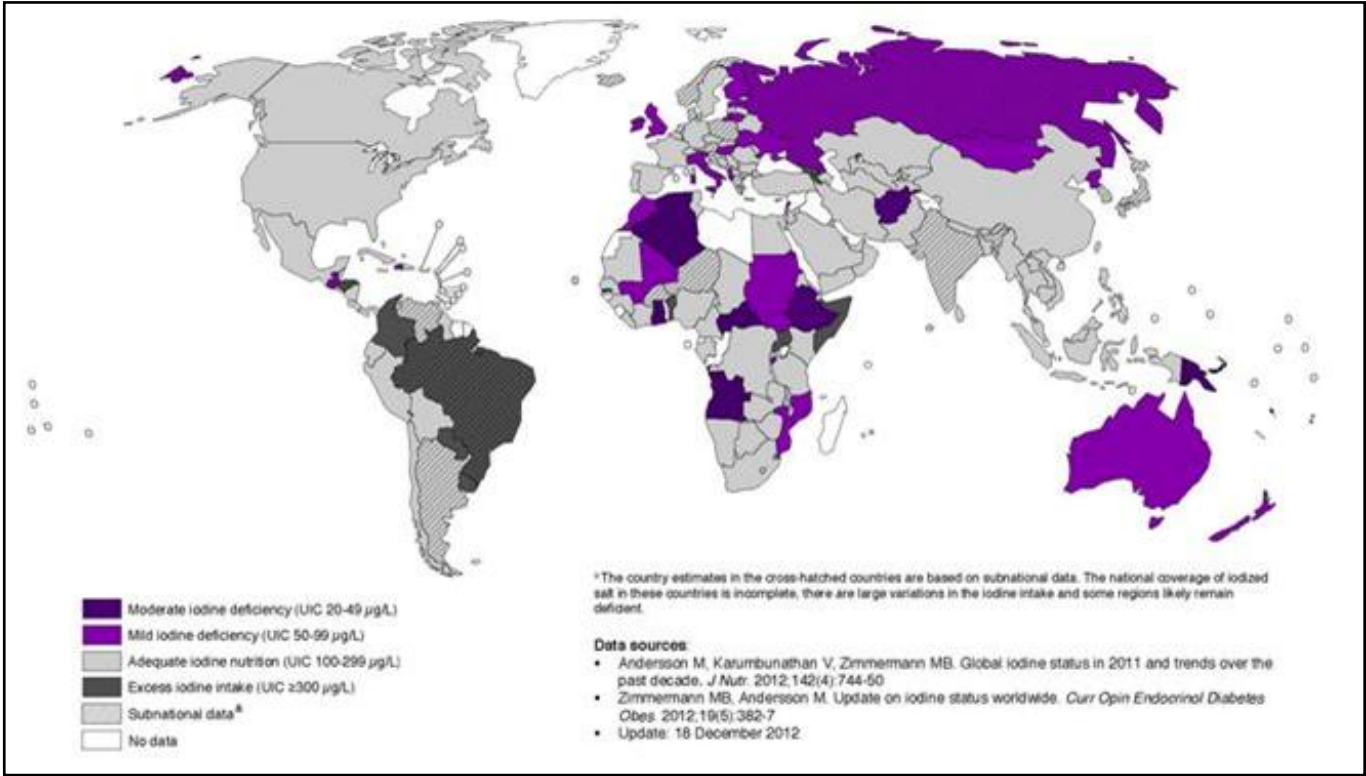 Moderate iodine deficiency (UIC 20-49 µg/L)
Mild iodine deficiency (UIC 50-99 µg/L)
Adequate iodine nutrition (UIC 100-299 µg/L)
Excess iodine intake (UIC ≥300 µg/L)
Subnational data a
No data
a The country estimates in the cross-hatched countries are based on subnational data. The national coverage of iodized
salt in these countries is incomplete, there are large variations in the iodine intake and some regions likely remain
deficient.
Data sources:
• Andersson M, Karumbunathan V, Zimmermann MB. Global iodine status in 2011 and trends over the
past decade. J Nutr. 2012;142(4):744-50
• Zimmermann MB, Andersson M. Update on iodine status worldwide. Curr Opin Endocrinol Diabetes
Obes. 2012;19(5):382-7
• Update: 18 December 2012